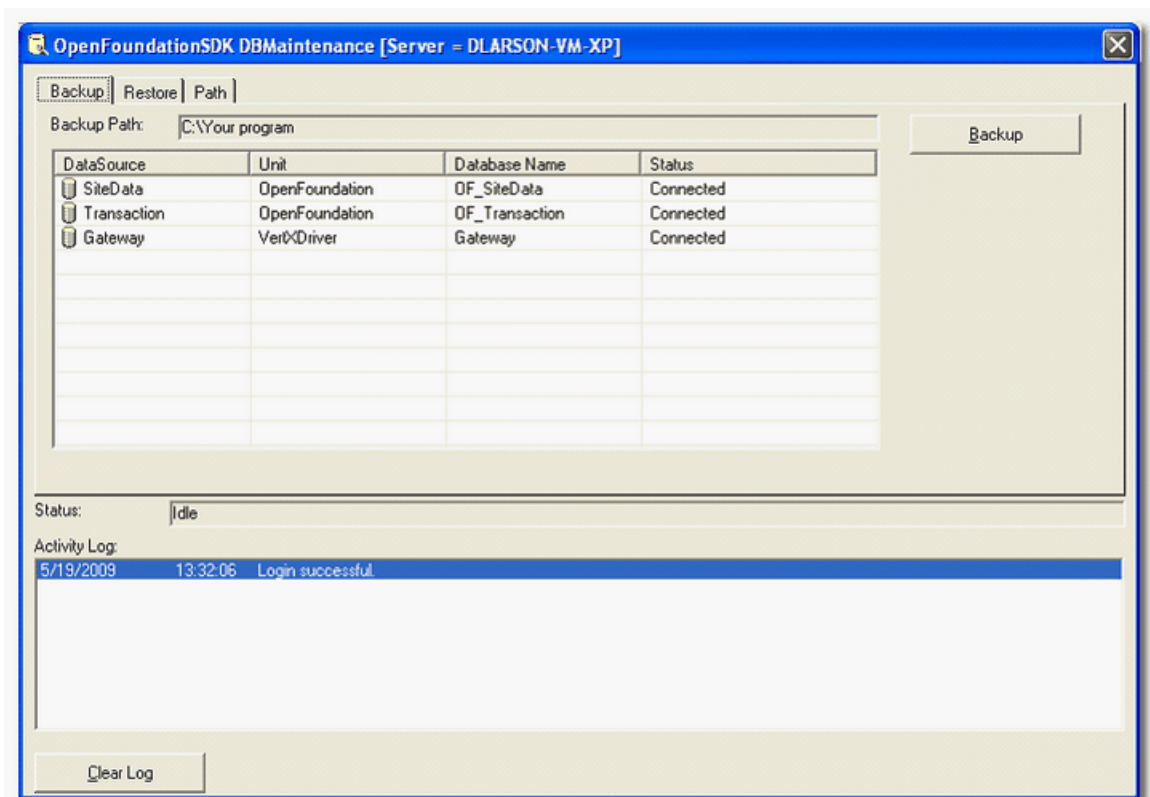 OpenFoundationSDK DBMaintenance [Server = DLARSON-VM-XP]
Backup Restore Path
Backup Path: C:\Your program
Backup
DataSource Unit Database Name Status
SiteData OpenFoundation OF_SiteData Connected
Transaction OpenFoundation OF_Transaction Connected
Gateway VertXDriver Gateway Connected
Status: Idle
Activity Log:
5/19/2009 13:32:06 Login successful.
Clear Log